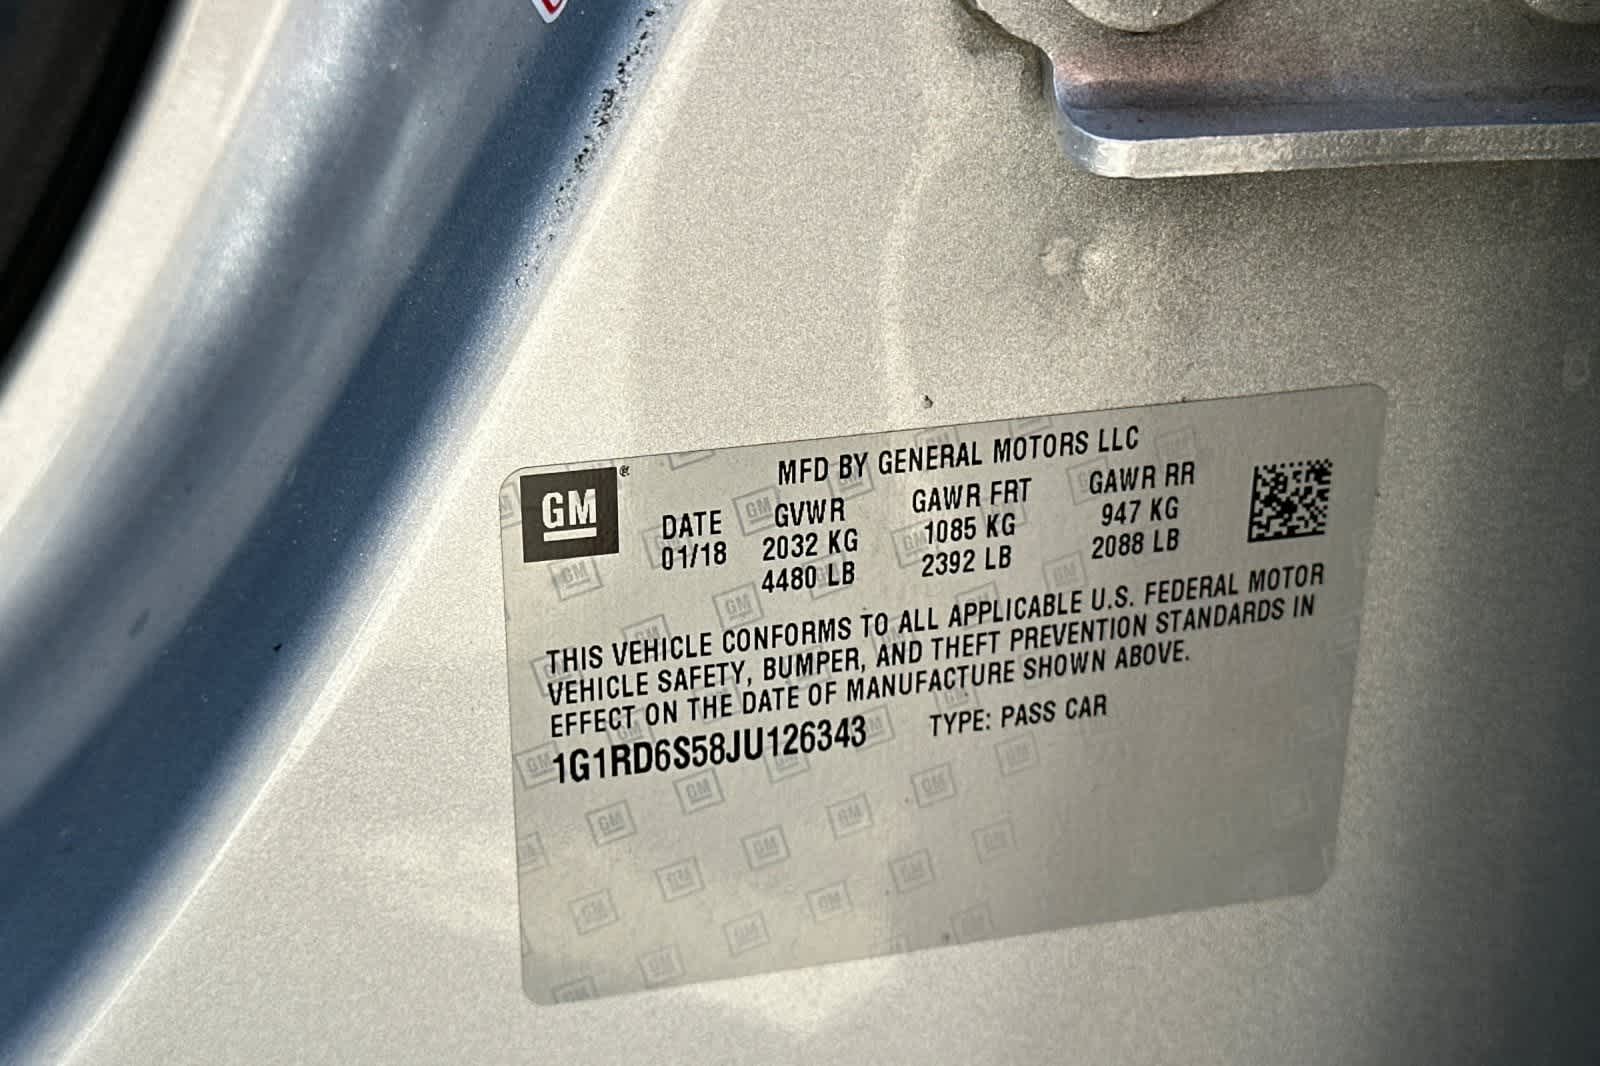 GM®
MFD BY GENERAL MOTORS LLC
DATE GVWR GAWR FRT GAWR RR
01/18 2032 KG 1085 KG 947 KG
4480 LB 2392 LB 2088 LB
THIS VEHICLE CONFORMS TO ALL APPLICABLE U.S. FEDERAL MOTOR
VEHICLE SAFETY, BUMPER, AND THEFT PREVENTION STANDARDS IN
EFFECT ON THE DATE OF MANUFACTURE SHOWN ABOVE.
1G1RD6S58JU126343 TYPE: PASS CAR